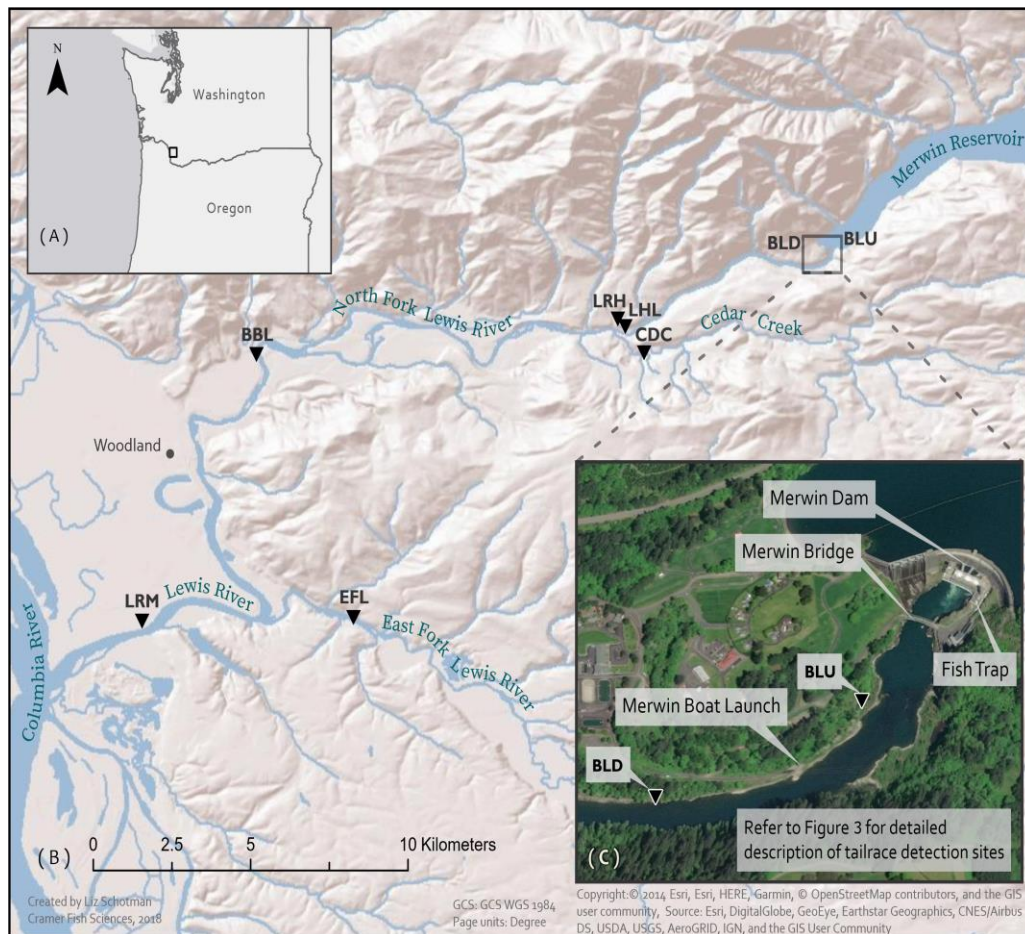 N
Washington
Oregon
(A)
Merwin Reservoir
BLD
BLU
North Fork Lewis River
LRH
LHL
Cedar Creek
CDC
BBL
Woodland
Merwin Dam
Merwin Bridge
LRM
Lewis River
EFL
East Fork Lewis River
Columbia River
Fish Trap
BLU
Merwin Boat Launch
BLD
Refer to Figure 3 for detailed
description of tailrace detection sites
(C)
0 2.5 5 10 Kilometers
(B)
Created by Liz Schotman
Cramer Fish Sciences, 2018
GCS: GCS WGS 1984
Page units: Degree
Copyright:© 2014 Esri, Esri, HERE, Garmin, © OpenStreetMap contributors, and the GIS
user community, Source: Esri, DigitalGlobe, GeoEye, Earthstar Geographics, CNES/Airbus
DS, USDA, USGS, AeroGRID, IGN, and the GIS User Community